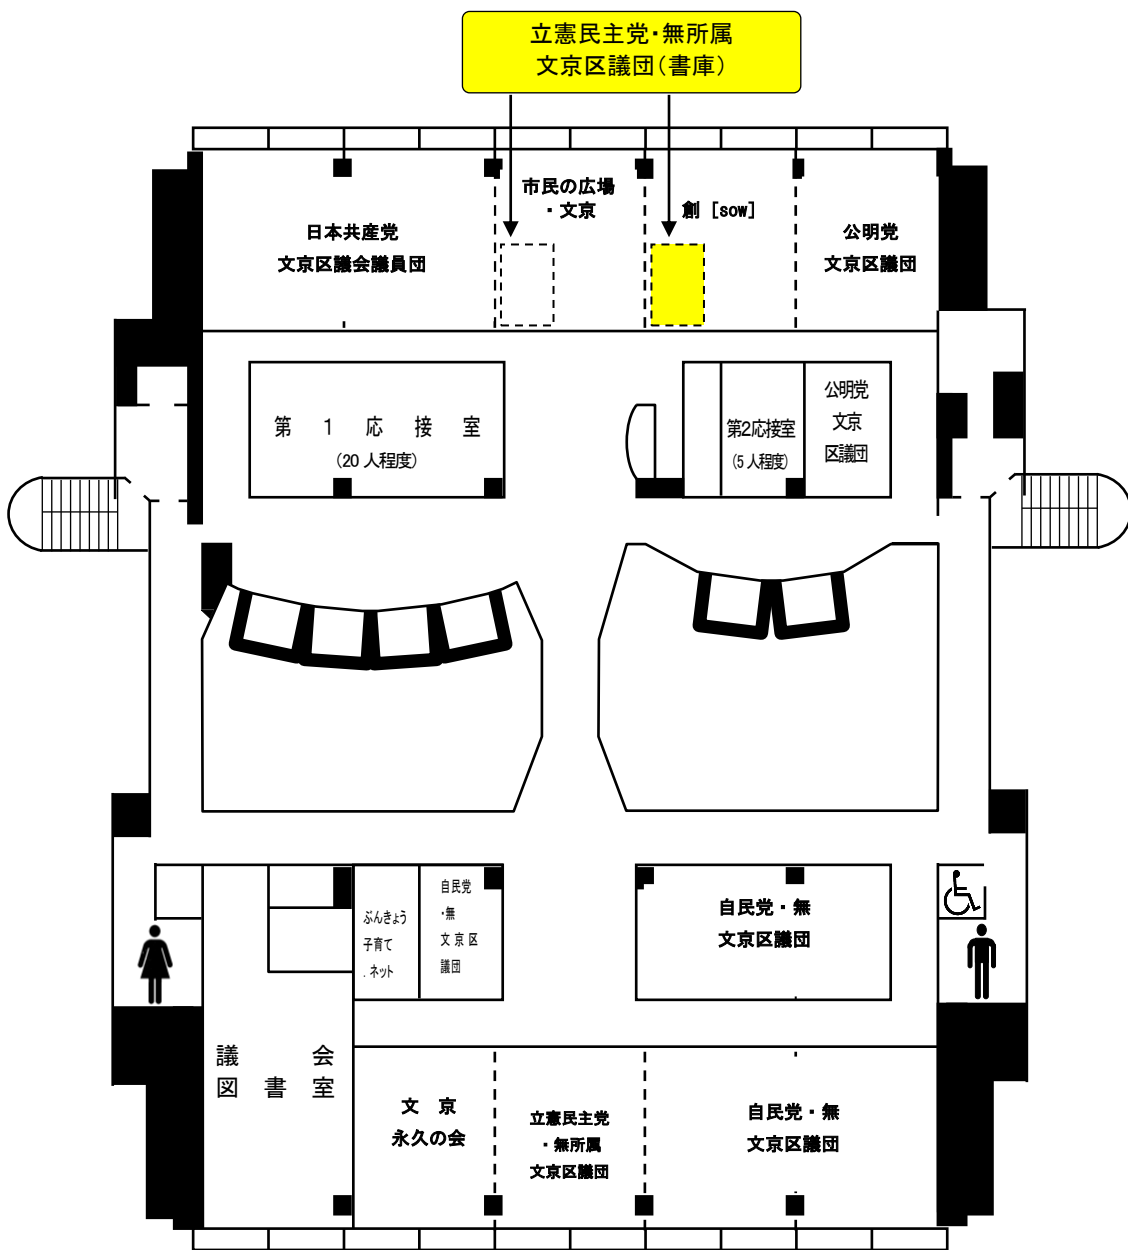 立憲民主党・無所属
文京区議団(書庫)
日本共産党
文京区議会議員団
市民の広場
・文京
創 [sow]
公明党
文京区議団
第 1 応 接 室
(20 人程度)
第2応接室
(5 人程度)
公明党
文京
区議団
ぶんきょう
子育て
.ネット
自民党
・無
文 京 区
議団
自民党・無
文京区議団
議 会
図 書 室
文 京
永久の会
立憲民主党
・無所属
文京区議団
自民党・無
文京区議団